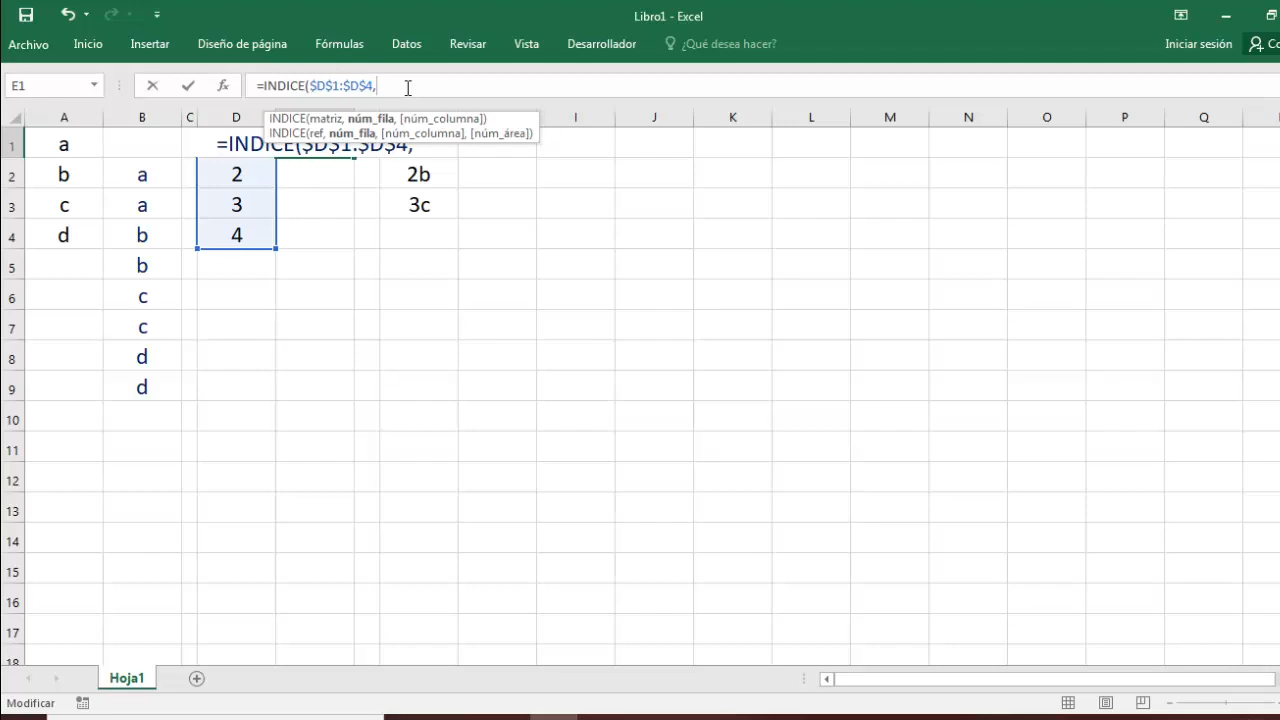 Libro1 - Excel
Archivo Inicio Insertar Diseño de página Fórmulas Datos Revisar Vista Desarrollador ¿Qué desea hacer? Iniciar sesión Co
E1 fx =INDICE($D$1:$D$4,
INDICE(matriz, núm_fila, [núm_columna])
INDICE(ref, núm_fila, [núm_columna], [núm_área])
A B C D I J K L M N O P Q R
1 a =INDICE($D$1:$D$4,
2 b a 2 2b
3 c a 3 3c
4 d b 4
5 b
6 c
7 c
8 d
9 d
10
11
12
13
14
15
16
17
18
Hoja1
Modificar